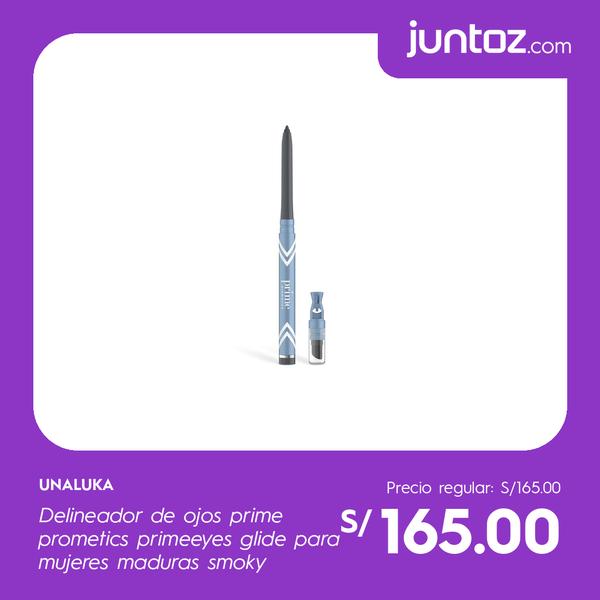 juntoz.com
prime
UNALUKA
Delineador de ojos prime
prometics primeeyes glide para
mujeres maduras smoky
Precio regular: S/165.00
S/ 165.00